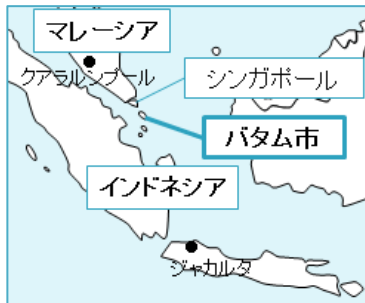 マレーシア
クアラルンプール
シンガポール
バタム市
インドネシア
ジャカルタ